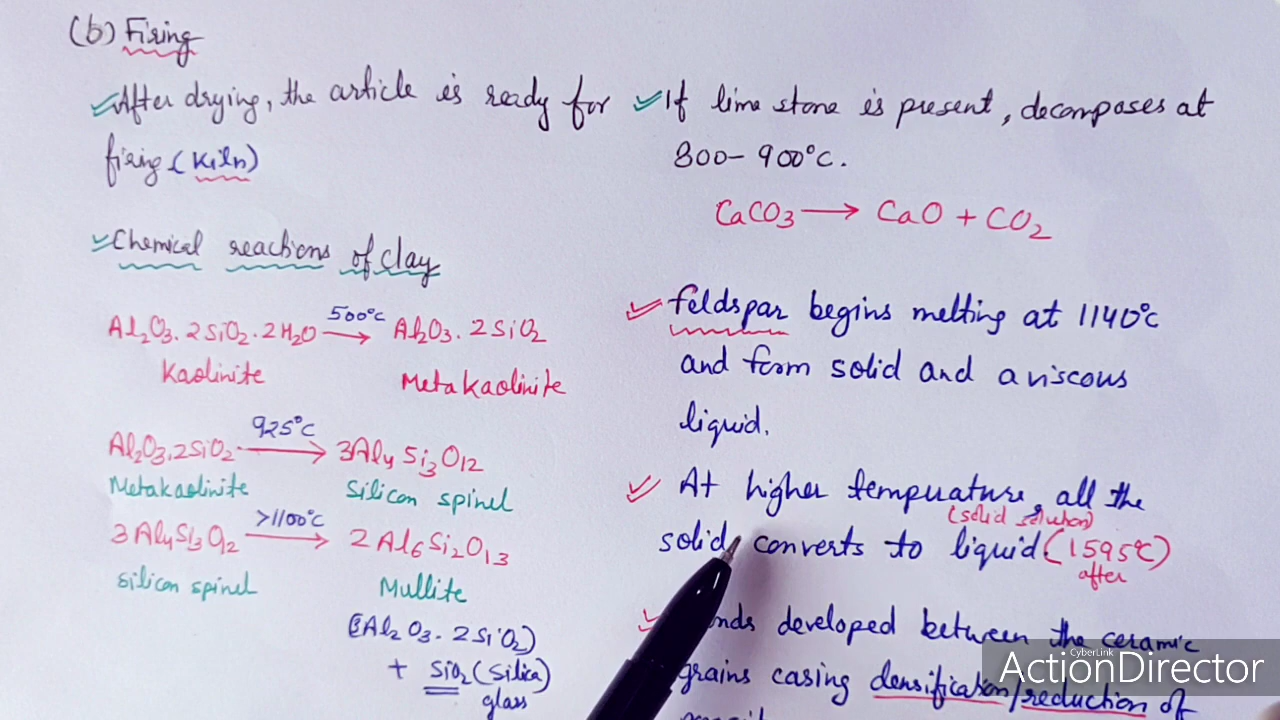 (b) Firing
After drying, the article is ready for
firing (Kiln)
Chemical reactions of clay
Al2O3.2SiO2.2H2O 500°C → Al2O3.2SiO2
Kaolinite Metakaolinite
Al2O3.2SiO2 925°C → 3Al4Si3O12
Metakaolinite Silicon spinel
3Al4Si3O12 >1100°C → 2Al6Si2O13
Silicon spinel Mullite
(3Al2O3.2SiO2)
+ SiO2 (Silica)
glass
If lime stone is present, decomposes at
800-900°C.
CaCO3 → CaO + CO2
feldspar begins melting at 1140°C
and form solid and a viscous
liquid.
At higher temperature, all the
(solid solution)
solid converts to liquid (1595°C)
after
developed between the ceramic
grains casing densification/reduction of
CyberLink
ActionDirector